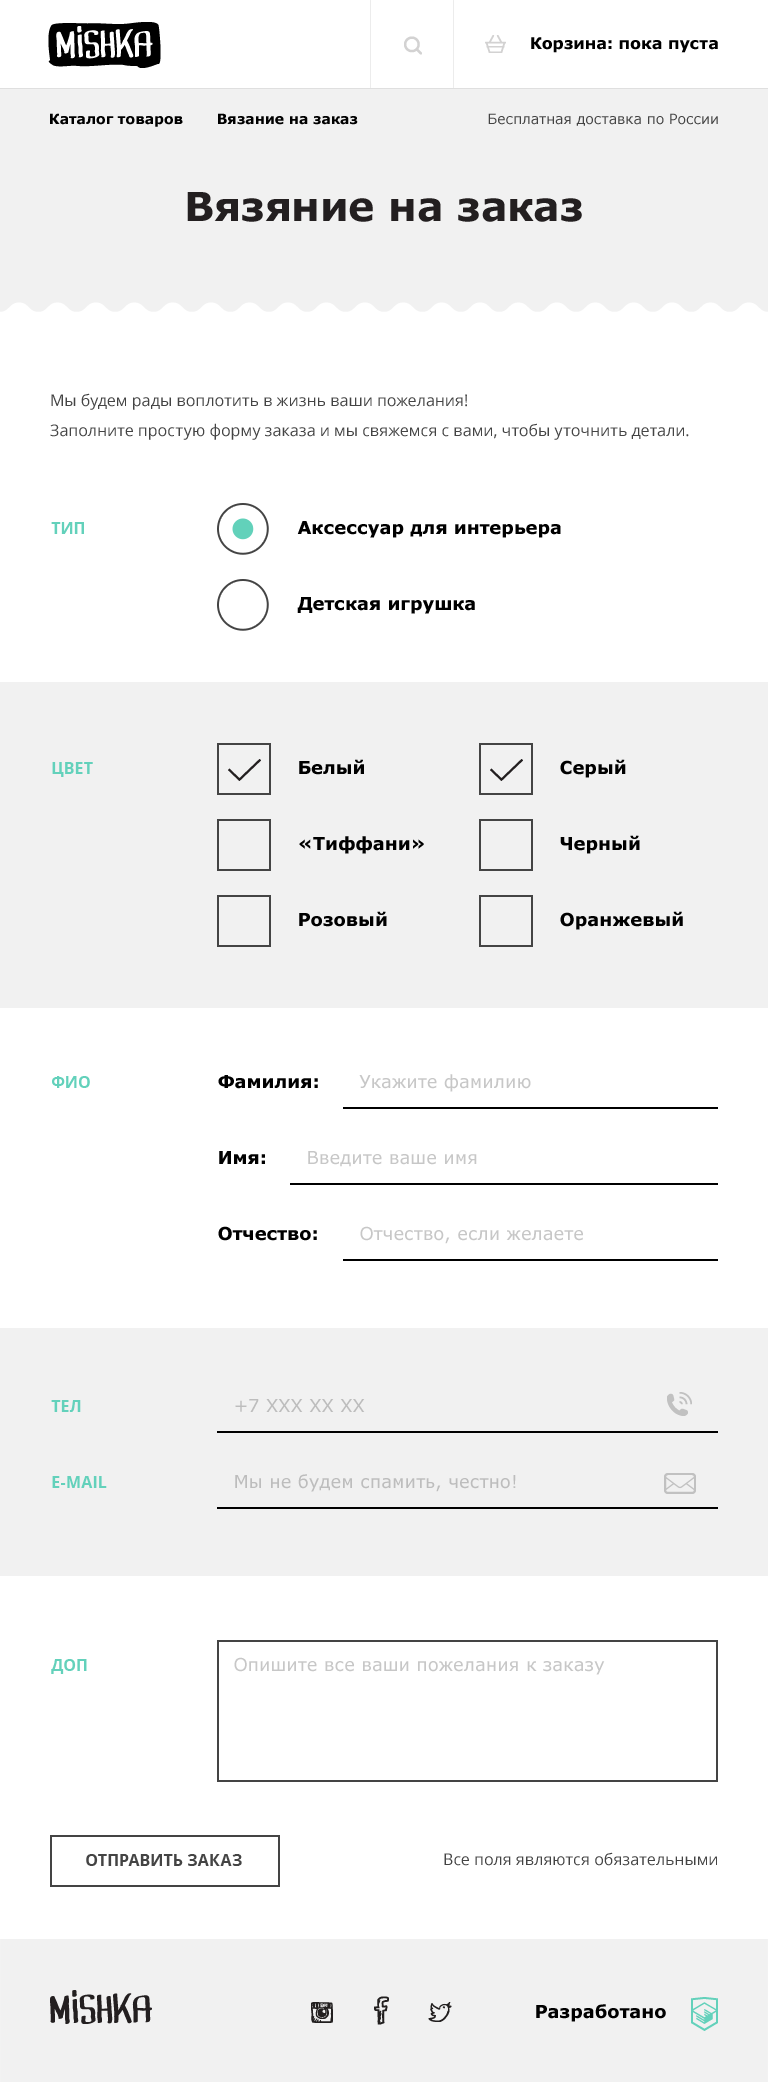 MiSHKA
Корзина: пока пуста
Каталог товаров
Вязание на заказ
Бесплатная доставка по России
Вязяние на заказ
Мы будем рады воплотить в жизнь ваши пожелания!
Заполните простую форму заказа и мы свяжемся с вами, чтобы уточнить детали.
ТИП
Аксессуар для интерьера
Детская игрушка
ЦВЕТ
Белый
Серый
«Тиффани»
Черный
Розовый
Оранжевый
ФИО
Фамилия:
Укажите фамилию
Имя:
Введите ваше имя
Отчество:
Отчество, если желаете
ТЕЛ
+7 XXX XX XX
E-MAIL
Мы не будем спамить, честно!
ДОП
Опишите все ваши пожелания к заказу
ОТПРАВИТЬ ЗАКАЗ
Все поля являются обязательными
MiSHKA
Разработано